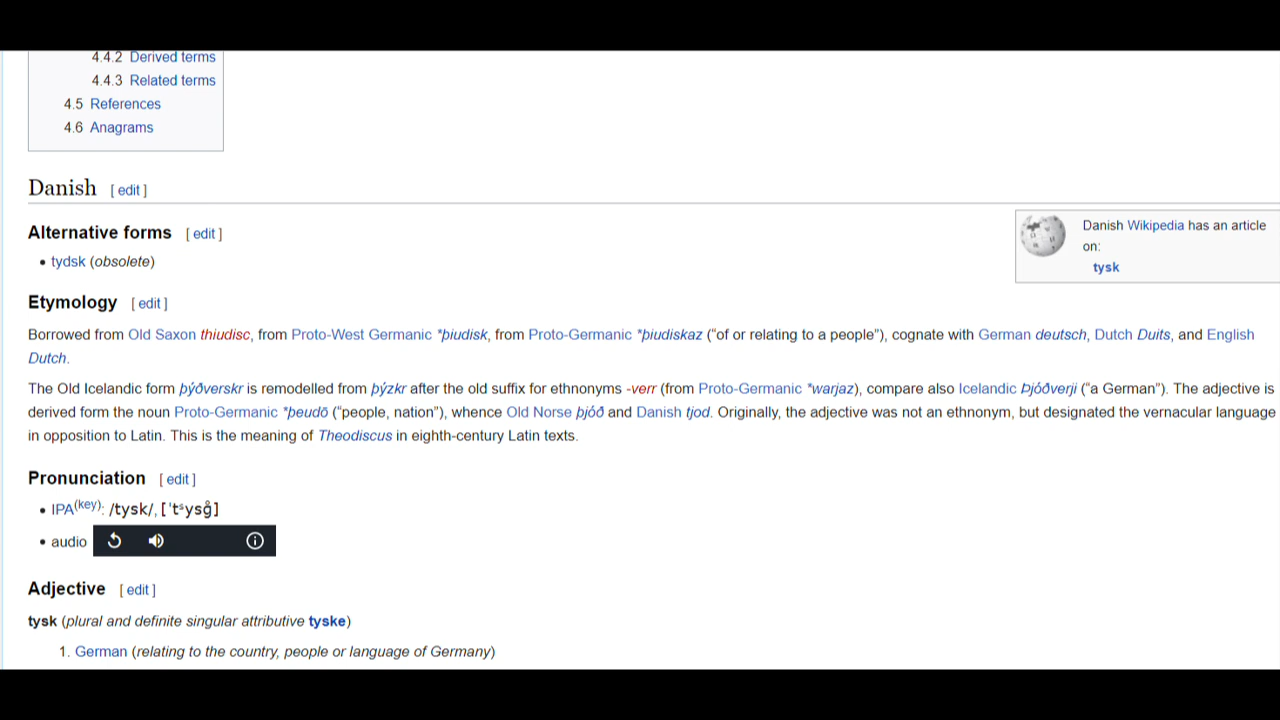 4.4.2 Derived terms
4.4.3 Related terms
4.5 References
4.6 Anagrams
Danish [ edit ]
Alternative forms [ edit ]
• tydsk (obsolete)
Danish Wikipedia has an article
on:
tysk
Etymology [ edit ]
Borrowed from Old Saxon thiudisc, from Proto-West Germanic *þiudisk, from Proto-Germanic *þiudiskaz (“of or relating to a people”), cognate with German deutsch, Dutch Duits, and English
Dutch.
The Old Icelandic form þýðverskr is remodelled from þýzkr after the old suffix for ethnonyms -verr (from Proto-Germanic *warjaz), compare also Icelandic Þjóðverji (“a German”). The adjective is
derived form the noun Proto-Germanic *þeudō (“people, nation”), whence Old Norse þjóð and Danish tjod. Originally, the adjective was not an ethnonym, but designated the vernacular language
in opposition to Latin. This is the meaning of Theodiscus in eighth-century Latin texts.
Pronunciation [ edit ]
• IPA(key): /tysk/, [ˈtˢysɡ̊]
• audio
Adjective [ edit ]
tysk (plural and definite singular attributive tyske)
1. German (relating to the country, people or language of Germany)